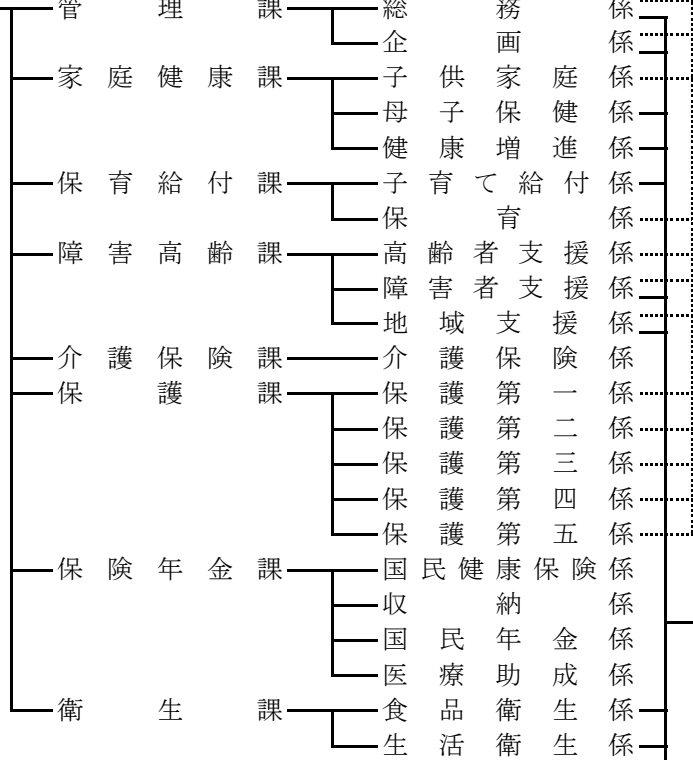 管理課 総務係
企画係
家庭健康課 子供家庭係
母子保健係
健康増進係
保育給付課 子育て給付係
保育係
障害高齢課 高齢者支援係
障害者支援係
地域支援係
介護保険課 介護保険係
保護課 保護第一係
保護第二係
保護第三係
保護第四係
保護第五係
保険年金課 国民健康保険係
収納係
国民年金係
医療助成係
衛生課 食品衛生係
生活衛生係